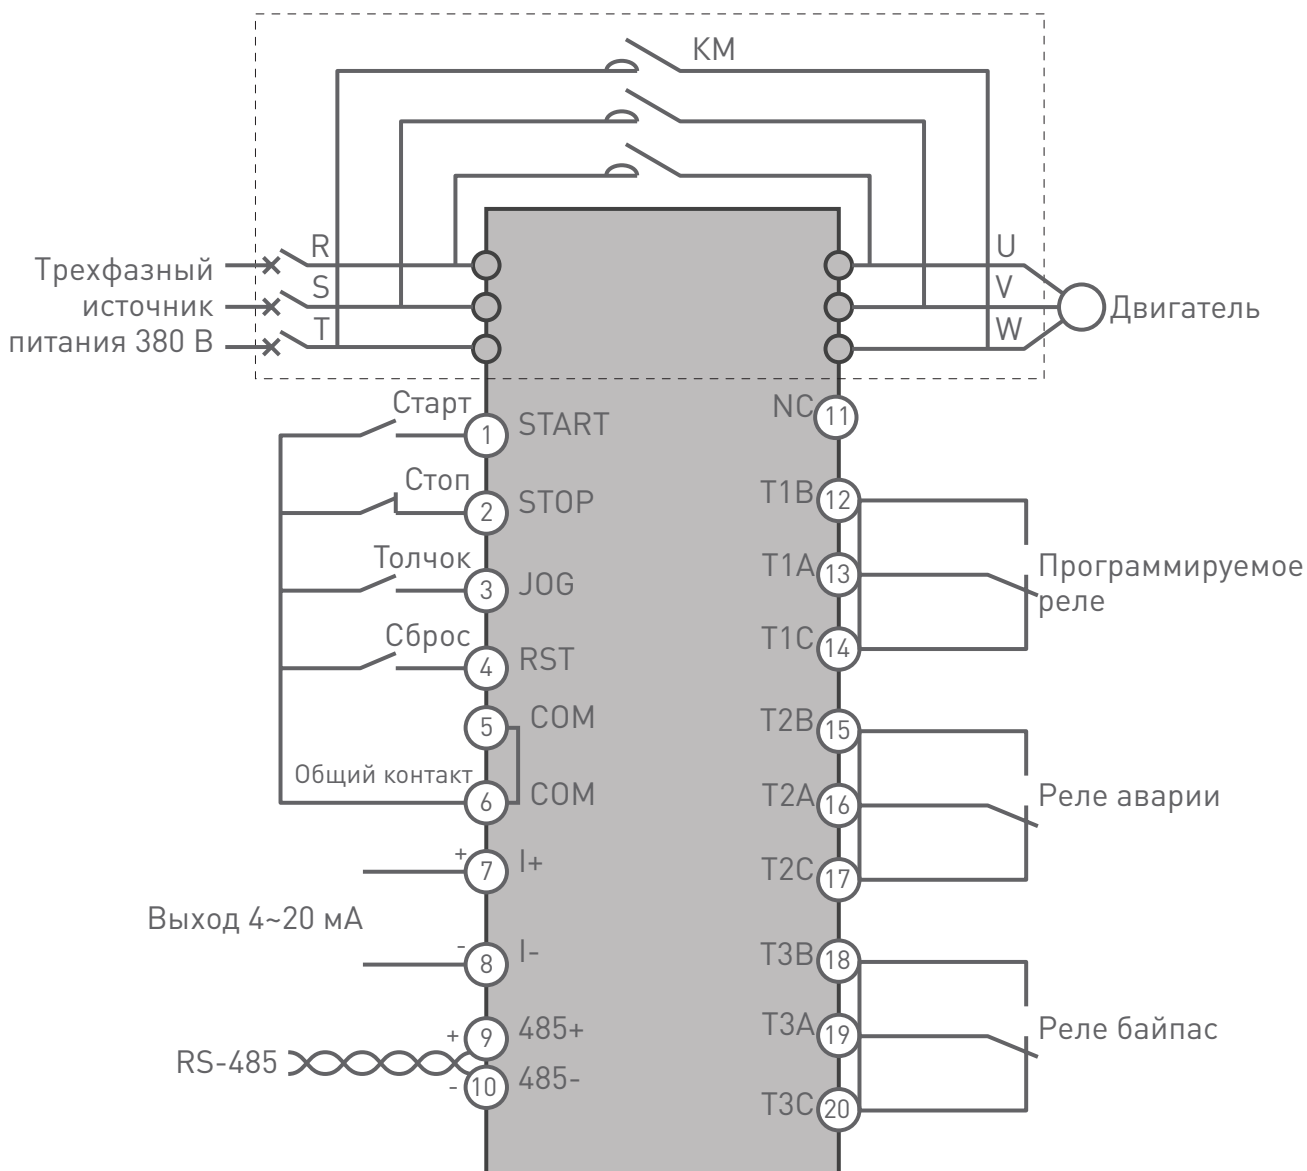 KM
R
S
T
Трехфазный
источник
питания 380 В
U
V
W
Двигатель
Старт
1
START
Стоп
2
STOP
Толчок
3
JOG
Сброс
4
RST
5
COM
Общий контакт
6
COM
+
7
I+
Выход 4~20 мА
-
8
I-
RS-485
+
9
485+
-
10
485-
NC
11
T1B
12
T1A
13
T1C
14
Программируемое
реле
T2B
15
T2A
16
T2C
17
Реле аварии
T3B
18
T3A
19
T3C
20
Реле байпас